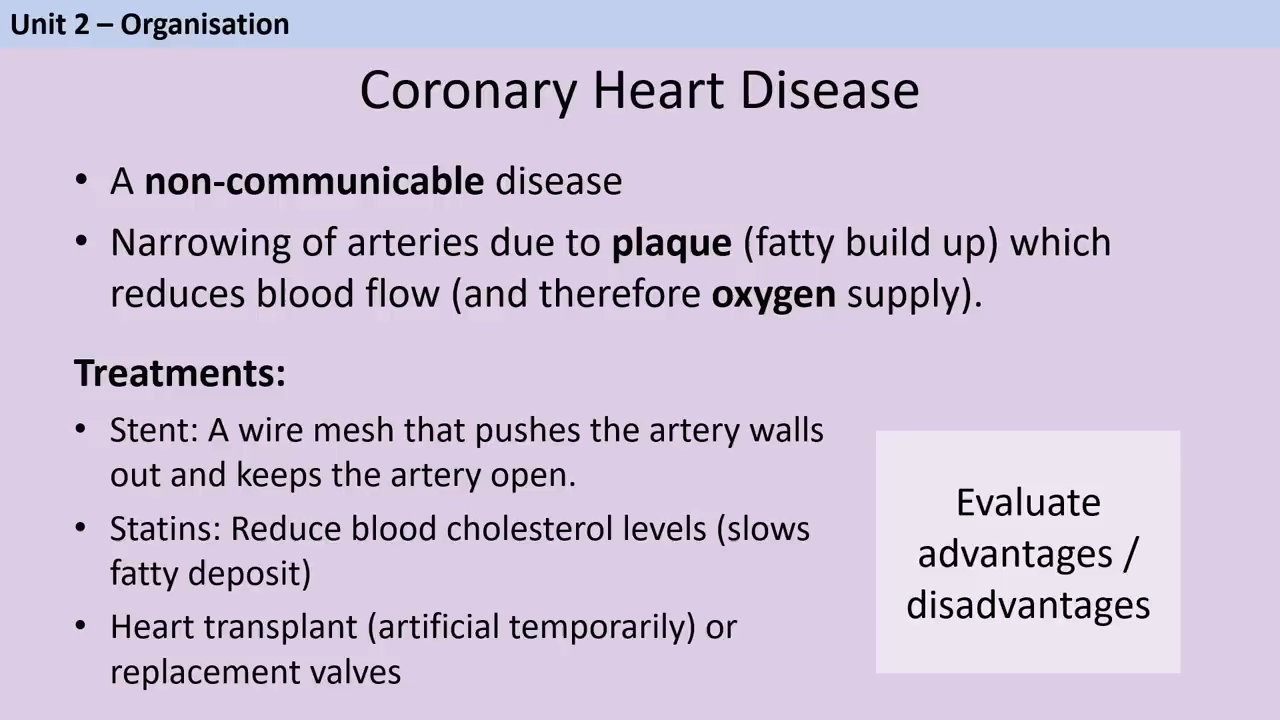 Unit 2 – Organisation
Coronary Heart Disease
• A non-communicable disease
• Narrowing of arteries due to plaque (fatty build up) which
reduces blood flow (and therefore oxygen supply).
Treatments:
• Stent: A wire mesh that pushes the artery walls
out and keeps the artery open.
• Statins: Reduce blood cholesterol levels (slows
fatty deposit)
• Heart transplant (artificial temporarily) or
replacement valves
Evaluate
advantages /
disadvantages